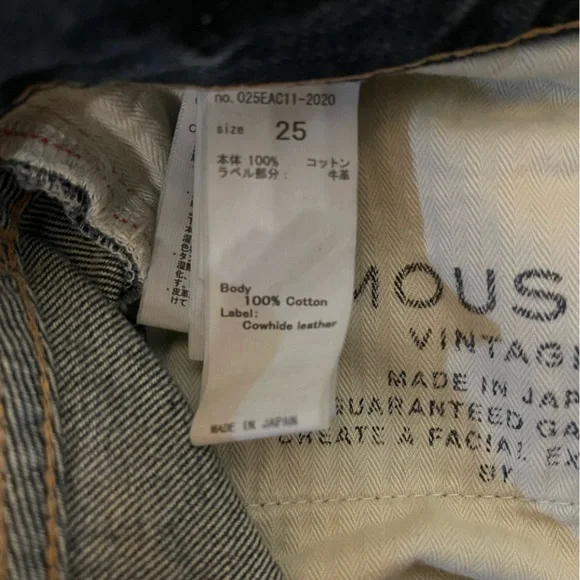 no. 025EAC11-2020
size 25
本体 100% コットン
ラベル部分: 牛革
Body
100% Cotton
Label:
Cowhide leather
MADE IN JAPAN
MOUS
VINTAG
MADE IN JAP
GUARANTEED GA
CREATE A FACIAL EX
BY